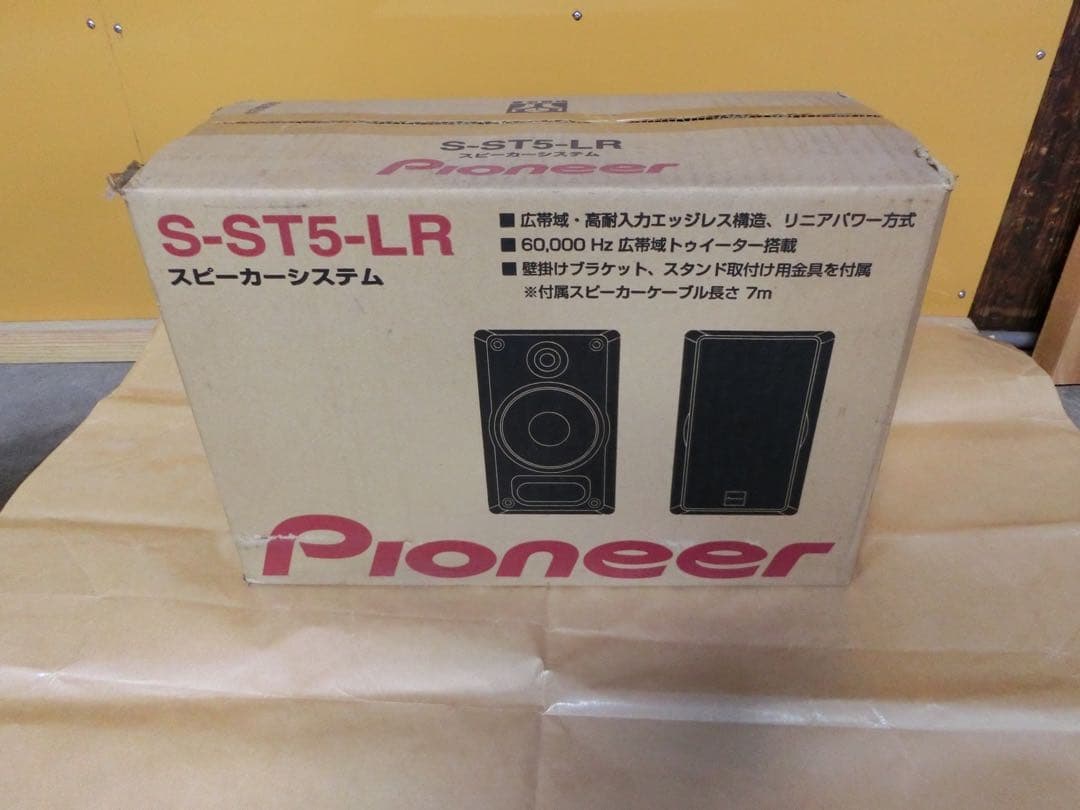 S-ST5-LR
スピーカーシステム
Pioneer
S-ST5-LR
スピーカーシステム
■ 広帯域・高耐入力エッジレス構造、リニアパワー方式
■ 60,000 Hz 広帯域トゥイーター搭載
■ 壁掛けブラケット、スタンド取付け用金具を付属
※付属スピーカーケーブル長さ 7m
Pioneer